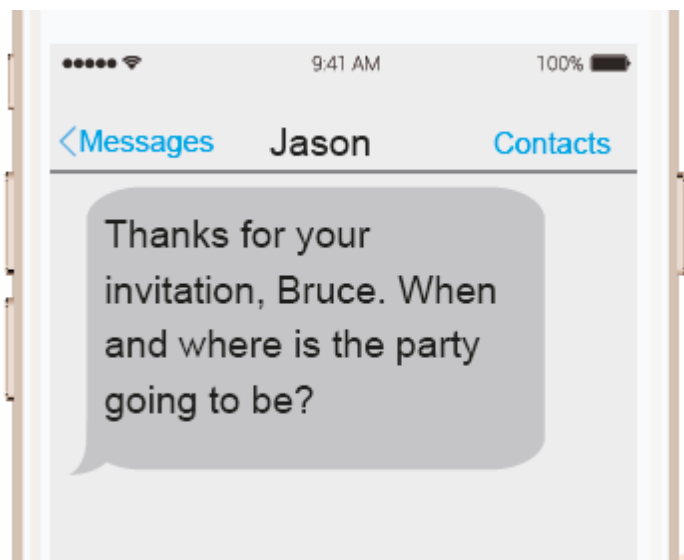 9:41 AM 100%
Messages Jason Contacts
Thanks for your
invitation, Bruce. When
and where is the party
going to be?